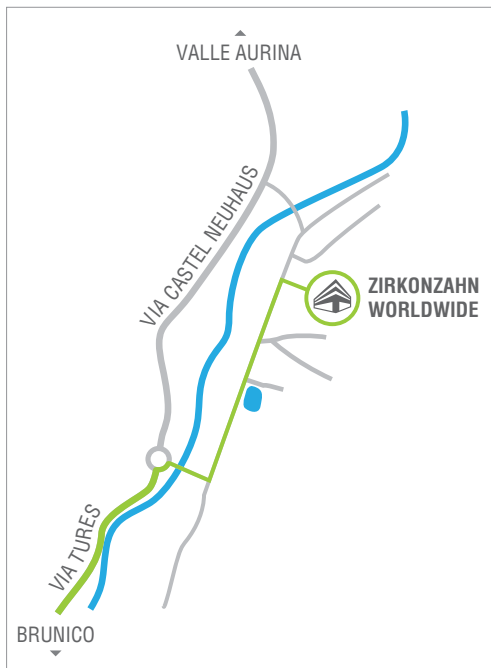 VALLE AURINA
VIA CASTEL NEUHAUS
ZIRKONZAHN
WORLDWIDE
VIA TURES
BRUNICO